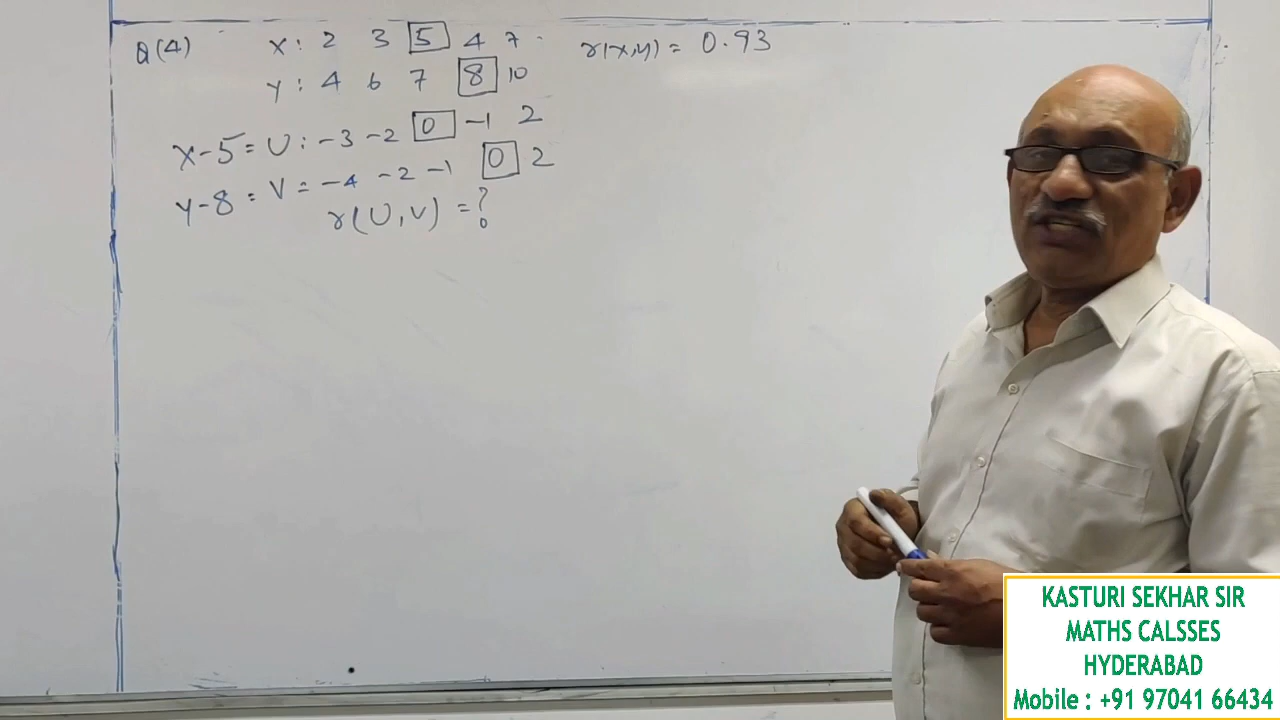 Q(4) x: 2 3 5 4 7 r(x,y) = 0.93
y: 4 6 7 8 10
x-5 = U: -3 -2 0 -1 2
y-8 = V = -4 -2 -1 0 2
r(U,V) = ?
KASTURI SEKHAR SIR
MATHS CALSSES
HYDERABAD
Mobile : +91 97041 66434